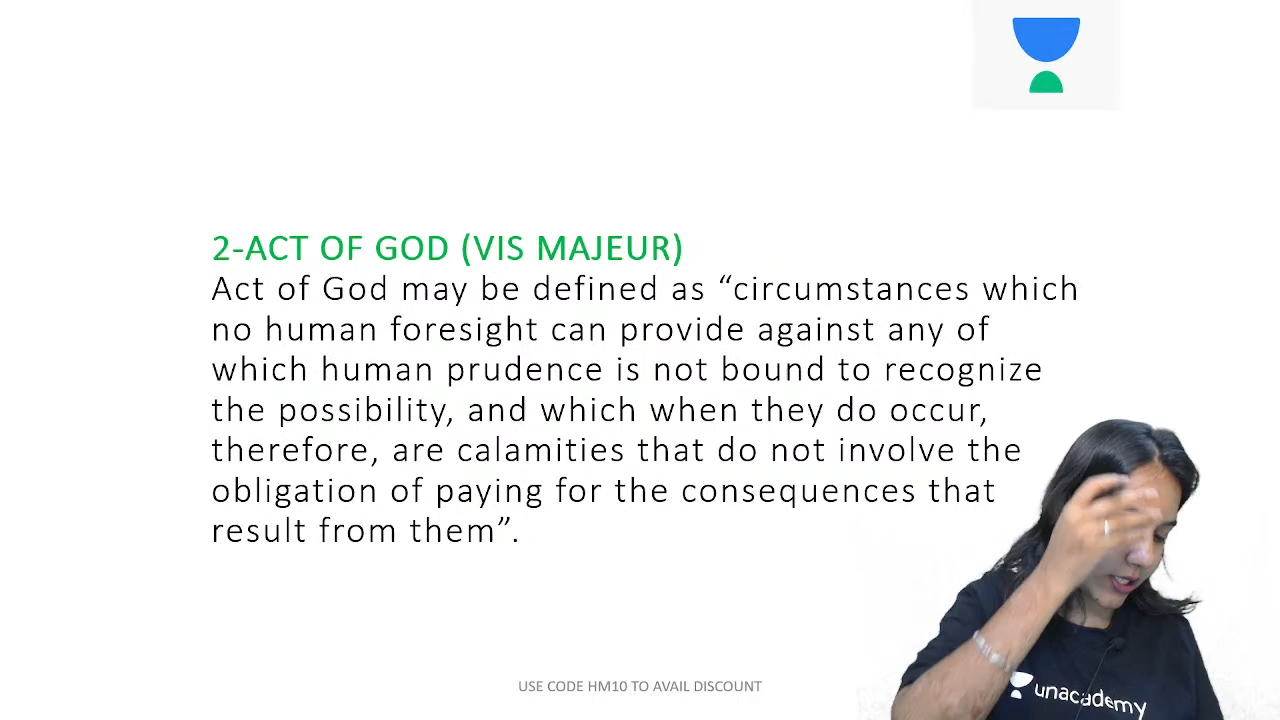 2-ACT OF GOD (VIS MAJEUR)
Act of God may be defined as “circumstances which
no human foresight can provide against any of
which human prudence is not bound to recognize
the possibility, and which when they do occur,
therefore, are calamities that do not involve the
obligation of paying for the consequences that
result from them”.
unacademy
USE CODE HM10 TO AVAIL DISCOUNT